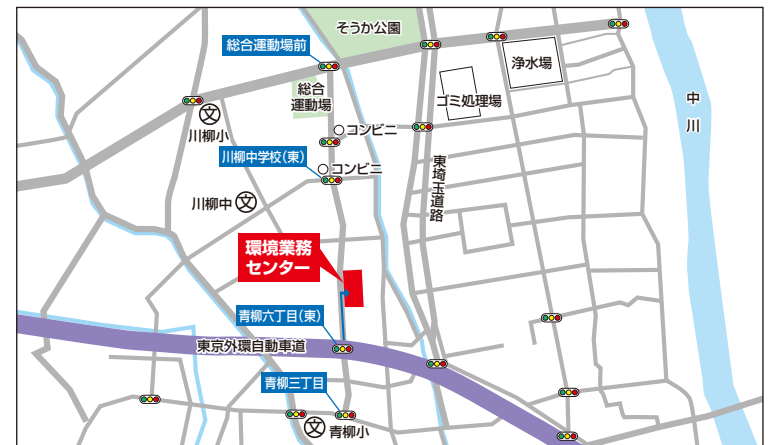 そうか公園
総合運動場前
浄水場
総合
運動場
ゴミ処理場
中川
文
川柳小
コンビニ
川柳中学校(東)
コンビニ
東埼玉道路
川柳中
文
環境業務
センター
青柳六丁目(東)
東京外環自動車道
青柳三丁目
文
青柳小